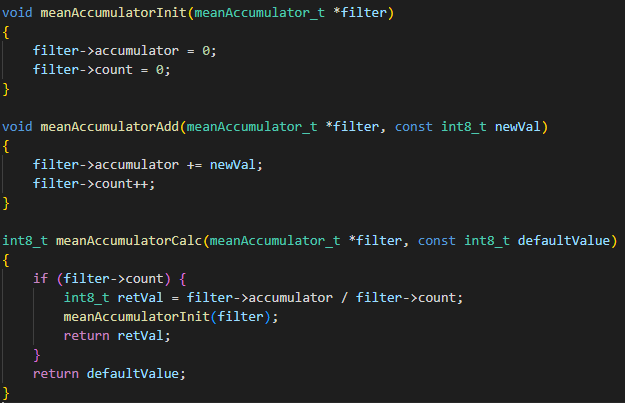 void meanAccumulatorInit(meanAccumulator_t *filter)
{
    filter->accumulator = 0;
    filter->count = 0;
}

void meanAccumulatorAdd(meanAccumulator_t *filter, const int8_t newVal)
{
    filter->accumulator += newVal;
    filter->count++;
}

int8_t meanAccumulatorCalc(meanAccumulator_t *filter, const int8_t defaultValue)
{
    if (filter->count) {
        int8_t retVal = filter->accumulator / filter->count;
        meanAccumulatorInit(filter);
        return retVal;
    }
    return defaultValue;
}